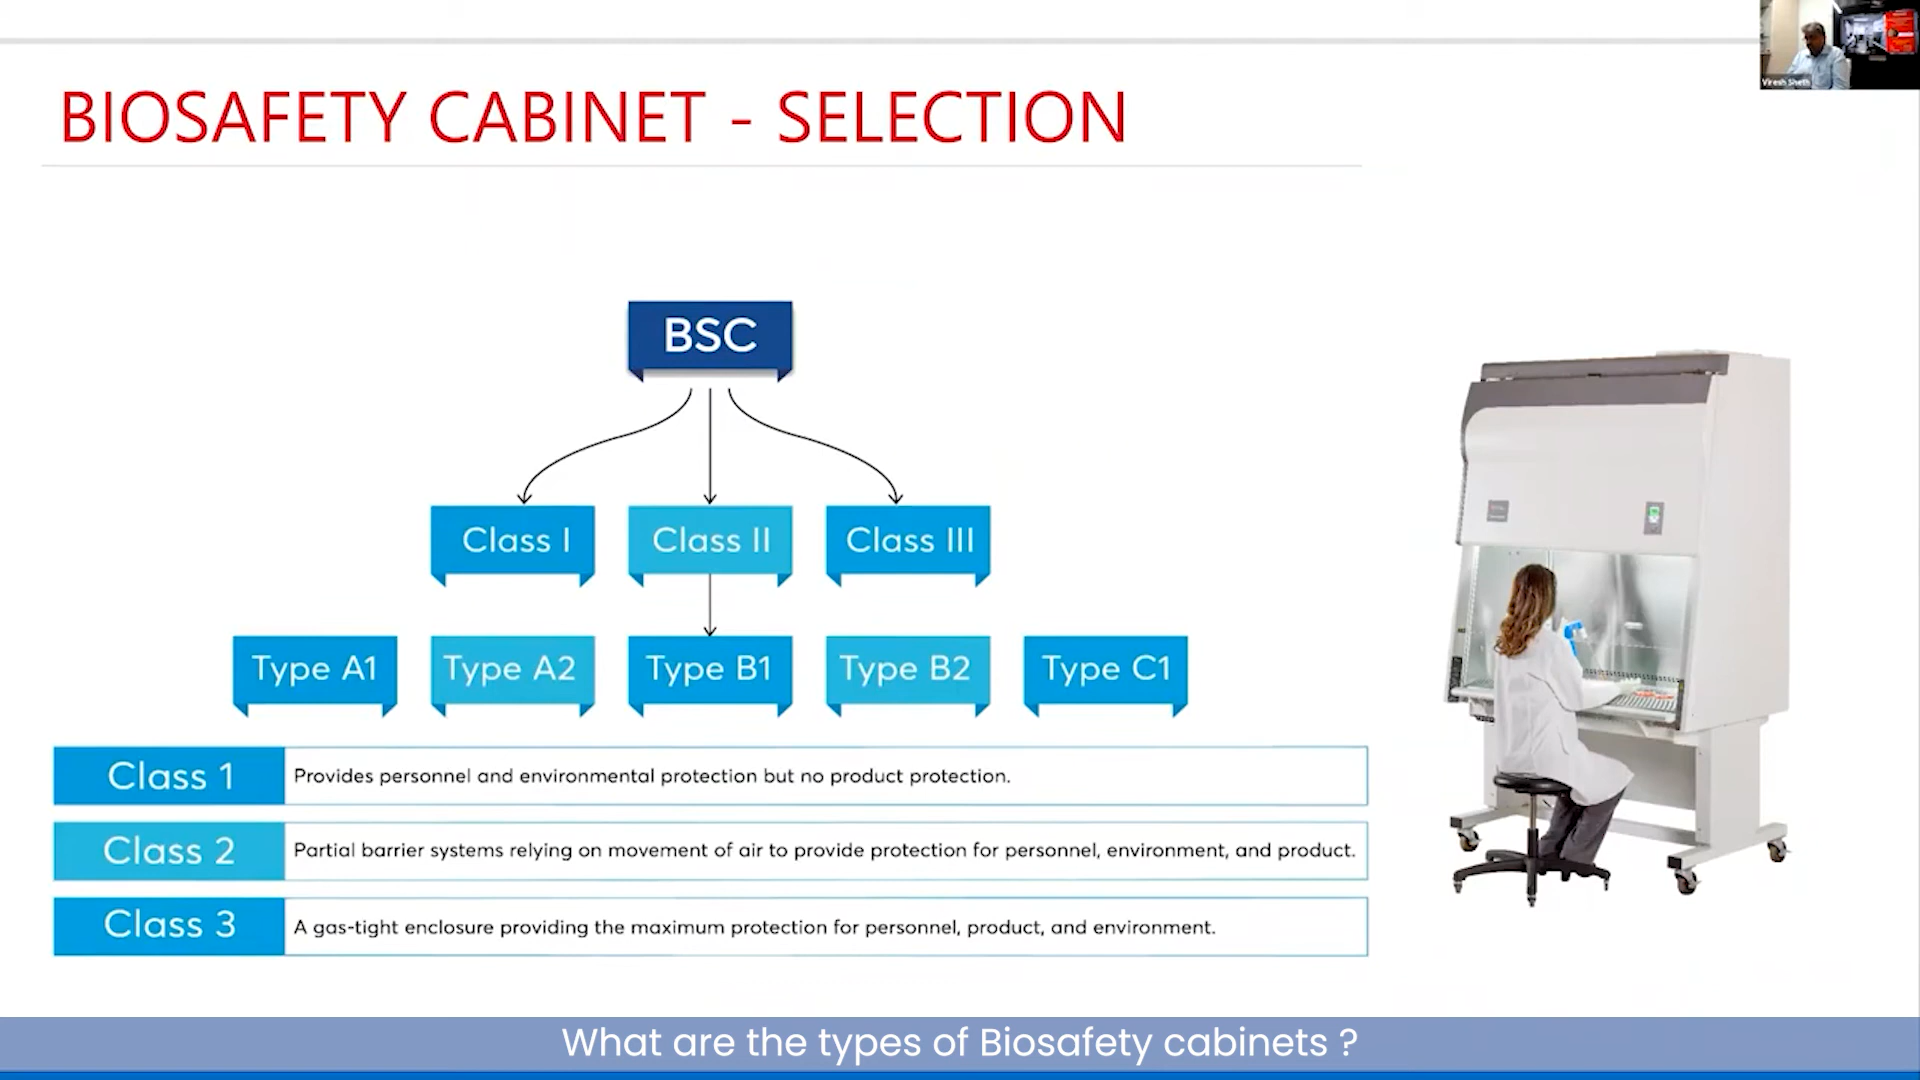 Viresh Sheth
BIOSAFETY CABINET - SELECTION
BSC
Class I
Class II
Class III
Type A1
Type A2
Type B1
Type B2
Type C1
Class 1
Provides personnel and environmental protection but no product protection.
Class 2
Partial barrier systems relying on movement of air to provide protection for personnel, environment, and product.
Class 3
A gas-tight enclosure providing the maximum protection for personnel, product, and environment.
What are the types of Biosafety cabinets ?